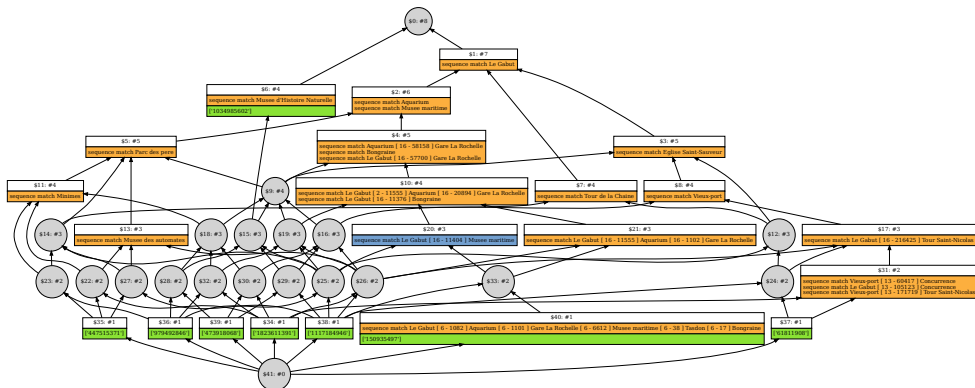 $0: #8
$1: #7
sequence match Le Gabut
$6: #4
sequence match Musee d'Histoire Naturelle
['1034985602']
$2: #6
sequence match Aquarium
sequence match Musee maritime
$5: #5
sequence match Parc des pere
$4: #5
sequence match Aquarium [ 16 - 58158 ] Gare La Rochelle
sequence match Bongraine
sequence match Le Gabut [ 16 - 57700 ] Gare La Rochelle
$3: #5
sequence match Eglise Saint-Sauveur
$11: #4
sequence match Minimes
$9: #4
$10: #4
sequence match Le Gabut [ 2 - 11555 ] Aquarium [ 16 - 20894 ] Gare La Rochelle
sequence match Le Gabut [ 16 - 11376 ] Bongraine
$7: #4
sequence match Tour de la Chaine
$8: #4
sequence match Vieux-port
$14: #3
$13: #3
sequence match Musee des automates
$18: #3
$15: #3
$19: #3
$16: #3
$20: #3
sequence match Le Gabut [ 16 - 11404 ] Musee maritime
$21: #3
sequence match Le Gabut [ 16 - 11555 ] Aquarium [ 16 - 1102 ] Gare La Rochelle
$12: #3
$17: #3
sequence match Le Gabut [ 16 - 216425 ] Tour Saint-Nicolas
$23: #2
$22: #2
$27: #2
$28: #2
$32: #2
$30: #2
$29: #2
$25: #2
$26: #2
$33: #2
$24: #2
$31: #2
sequence match Vieux-port [ 13 - 60417 ] Concurrence
sequence match Le Gabut [ 13 - 105123 ] Concurrence
sequence match Vieux-port [ 13 - 171719 ] Tour Saint-Nicolas
$35: #1
['447515371']
$36: #1
['979492846']
$39: #1
['473918068']
$34: #1
['1623611391']
$38: #1
['1117184946']
$40: #1
sequence match Le Gabut [ 6 - 1082 ] Aquarium [ 6 - 1101 ] Gare La Rochelle [ 6 - 6612 ] Musee maritime [ 6 - 38 ] Tasdon [ 6 - 17 ] Bongraine
['150935497']
$37: #1
['61811908']
$41: #0